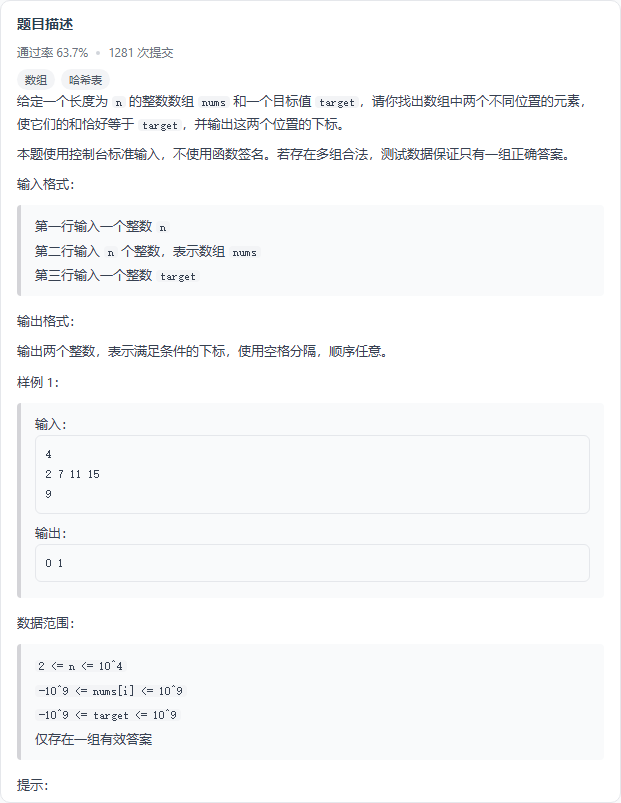 题目描述
通过率 63.7% • 1281 次提交
数组 哈希表
给定一个长度为 n 的整数数组 nums 和一个目标值 target ，请你找出数组中两个不同位置的元素，
使它们的和恰好等于 target ，并输出这两个位置的下标。
本题使用控制台标准输入，不使用函数签名。若存在多组合法，测试数据保证只有一组正确答案。
输入格式：
第一行输入一个整数 n
第二行输入 n 个整数，表示数组 nums
第三行输入一个整数 target
输出格式：
输出两个整数，表示满足条件的下标，使用空格分隔，顺序任意。
样例 1：
输入：
4
2 7 11 15
9
输出：
0 1
数据范围：
2 <= n <= 10^4
-10^9 <= nums[i] <= 10^9
-10^9 <= target <= 10^9
仅存在一组有效答案
提示：